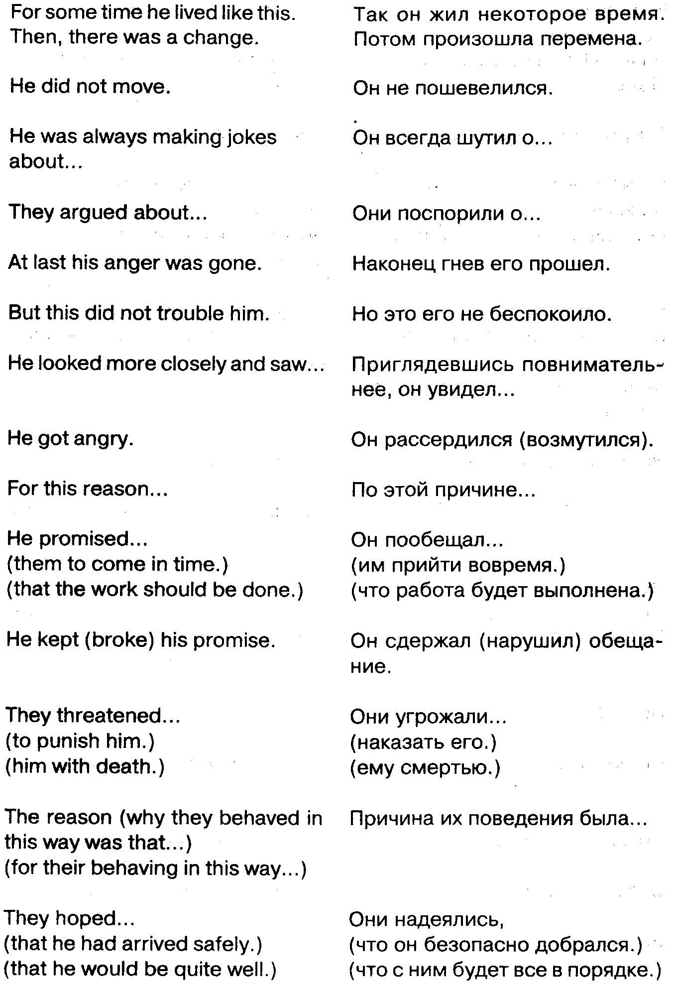 For some time he lived like this.
Then, there was a change.
Так он жил некоторое время.
Потом произошла перемена.
He did not move.
Он не пошевелился.
He was always making jokes
about...
Он всегда шутил о...
They argued about...
Они поспорили о...
At last his anger was gone.
Наконец гнев его прошел.
But this did not trouble him.
Но это его не беспокоило.
He looked more closely and saw...
Приглядевшись повниматель-
нее, он увидел...
He got angry.
Он рассердился (возмутился).
For this reason...
По этой причине...
He promised...
(them to come in time.)
(that the work should be done.)
Он пообещал...
(им прийти вовремя.)
(что работа будет выполнена.)
He kept (broke) his promise.
Он сдержал (нарушил) обеща-
ние.
They threatened...
(to punish him.)
(him with death.)
Они угрожали...
(наказать его.)
(ему смертью.)
The reason (why they behaved in
this way was that...)
(for their behaving in this way...)
Причина их поведения была...
They hoped...
(that he had arrived safely.)
(that he would be quite well.)
Они надеялись,
(что он безопасно добрался.)
(что с ним будет все в порядке.)